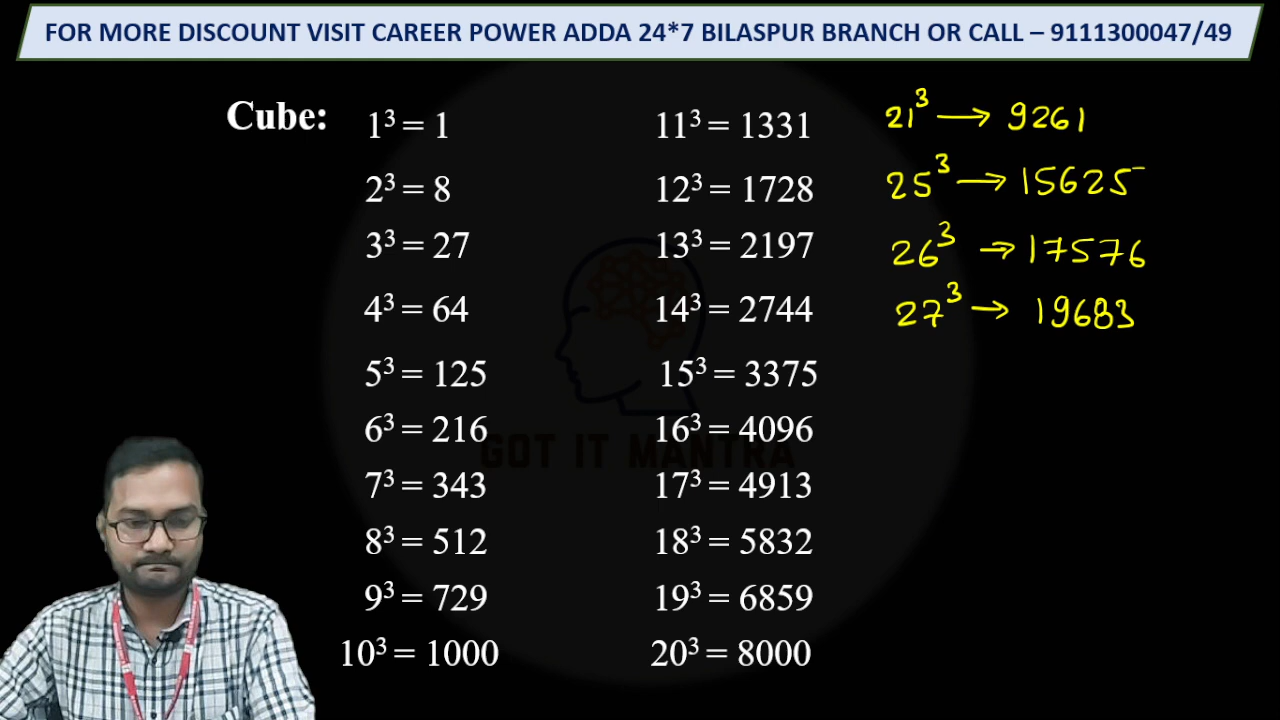 FOR MORE DISCOUNT VISIT CAREER POWER ADDA 24*7 BILASPUR BRANCH OR CALL – 9111300047/49
Cube:
1³ = 1
2³ = 8
3³ = 27
4³ = 64
5³ = 125
6³ = 216
7³ = 343
8³ = 512
9³ = 729
10³ = 1000
11³ = 1331
12³ = 1728
13³ = 2197
14³ = 2744
15³ = 3375
16³ = 4096
17³ = 4913
18³ = 5832
19³ = 6859
20³ = 8000
21³ → 9261
25³ → 15625
26³ → 17576
27³ → 19683
GOT IT MANTRA